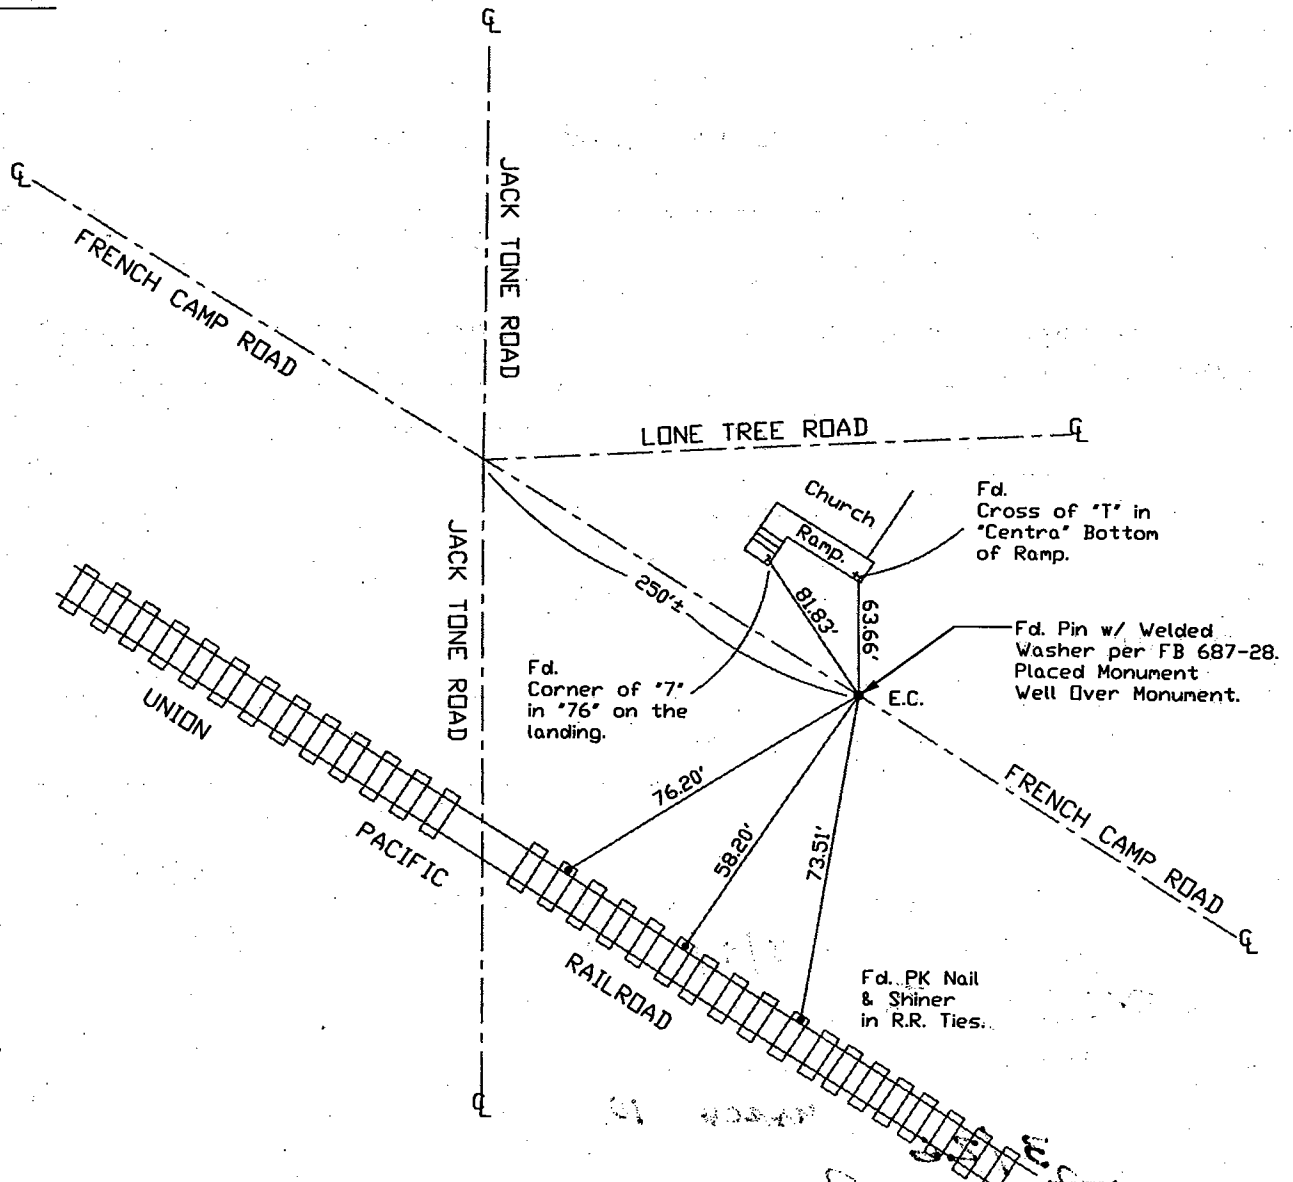 ℄
℄
JACK TONE ROAD
FRENCH CAMP ROAD
LONE TREE ROAD
℄
Church
Ramp.
Fd.
Cross of "T" in
"Centra" Bottom
of Ramp.
JACK TONE ROAD
250'±
81.83'
63.66'
Fd. Pin w/ Welded
Washer per FB 687-28.
Placed Monument
Well Over Monument.
Fd.
Corner of "7"
in "76" on the
landing.
E.C.
UNION
PACIFIC
RAILROAD
76.20'
58.20'
73.51'
FRENCH CAMP ROAD
℄
Fd. PK Nail
& Shiner
in R.R. Ties.
℄